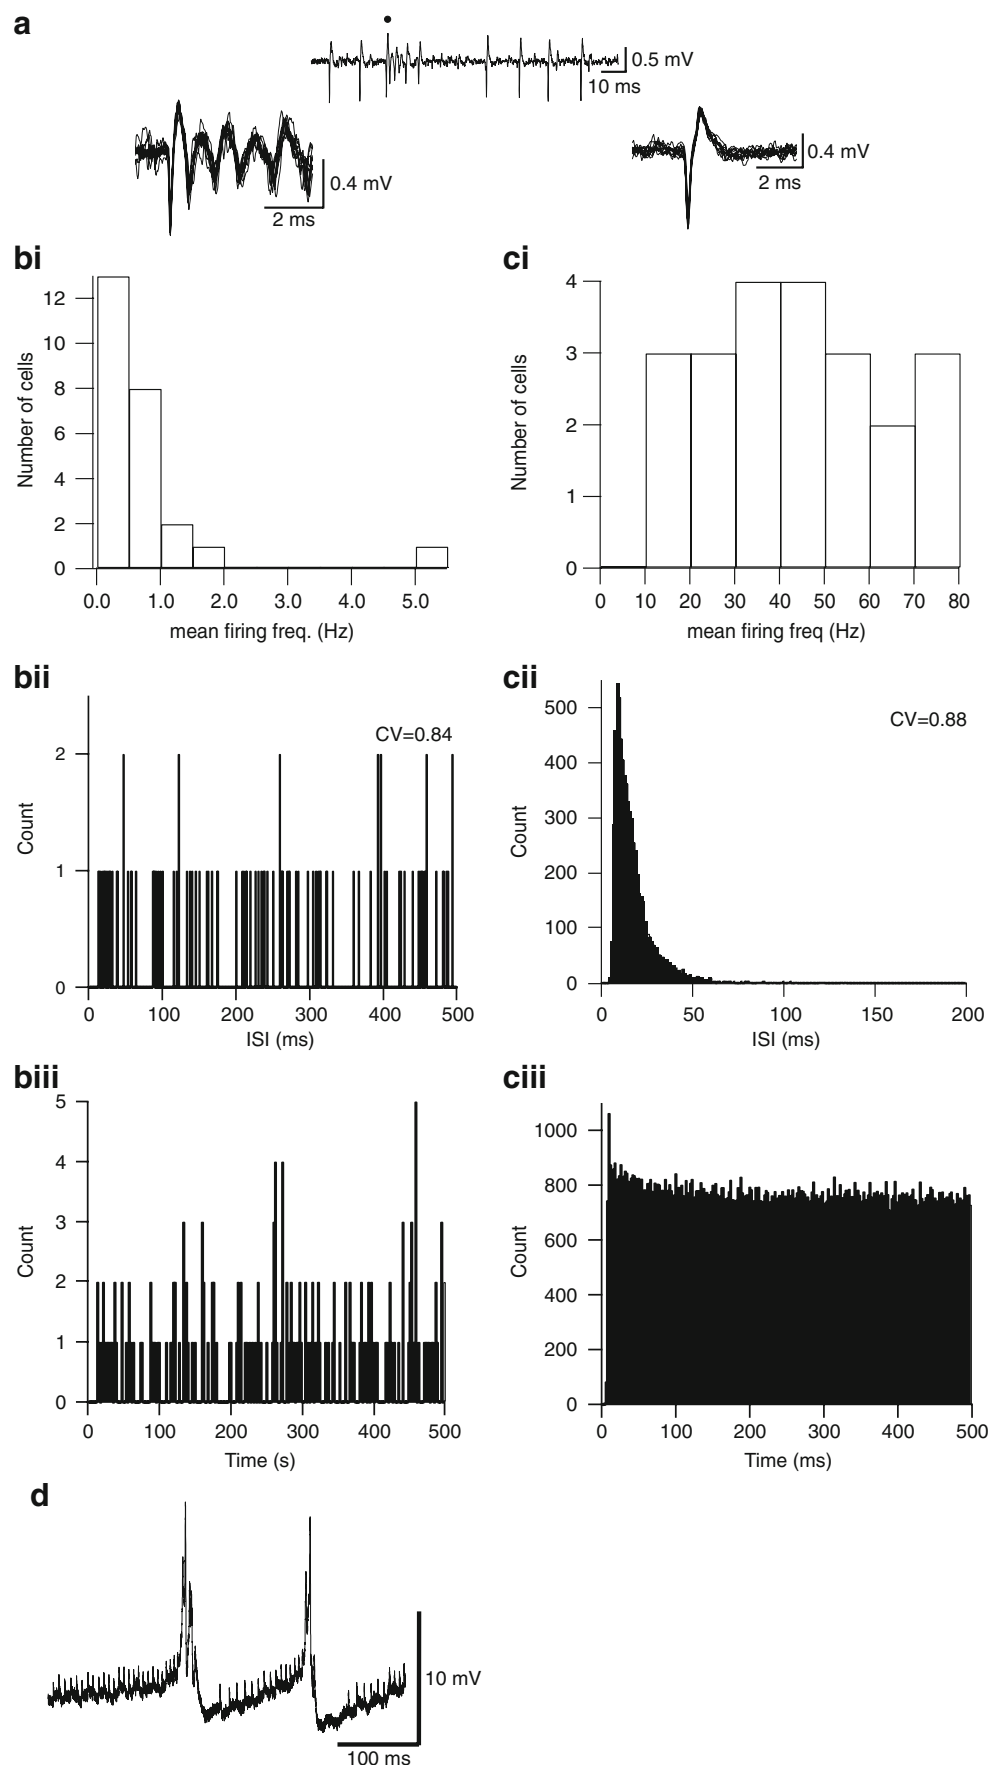 a
0.5 mV
10 ms
0.4 mV
2 ms
0.4 mV
2 ms
bi
Number of cells
12
10
8
6
4
2
0
0.0 1.0 2.0 3.0 4.0 5.0
mean firing freq. (Hz)
ci
Number of cells
4
3
2
1
0
0 10 20 30 40 50 60 70 80
mean firing freq (Hz)
bii
CV=0.84
Count
2
1
0
0 100 200 300 400 500
ISI (ms)
cii
CV=0.88
Count
500
400
300
200
100
0
0 50 100 150 200
ISI (ms)
biii
Count
5
4
3
2
1
0
0 100 200 300 400 500
Time (s)
ciii
Count
1000
800
600
400
200
0
0 100 200 300 400 500
Time (ms)
d
10 mV
100 ms